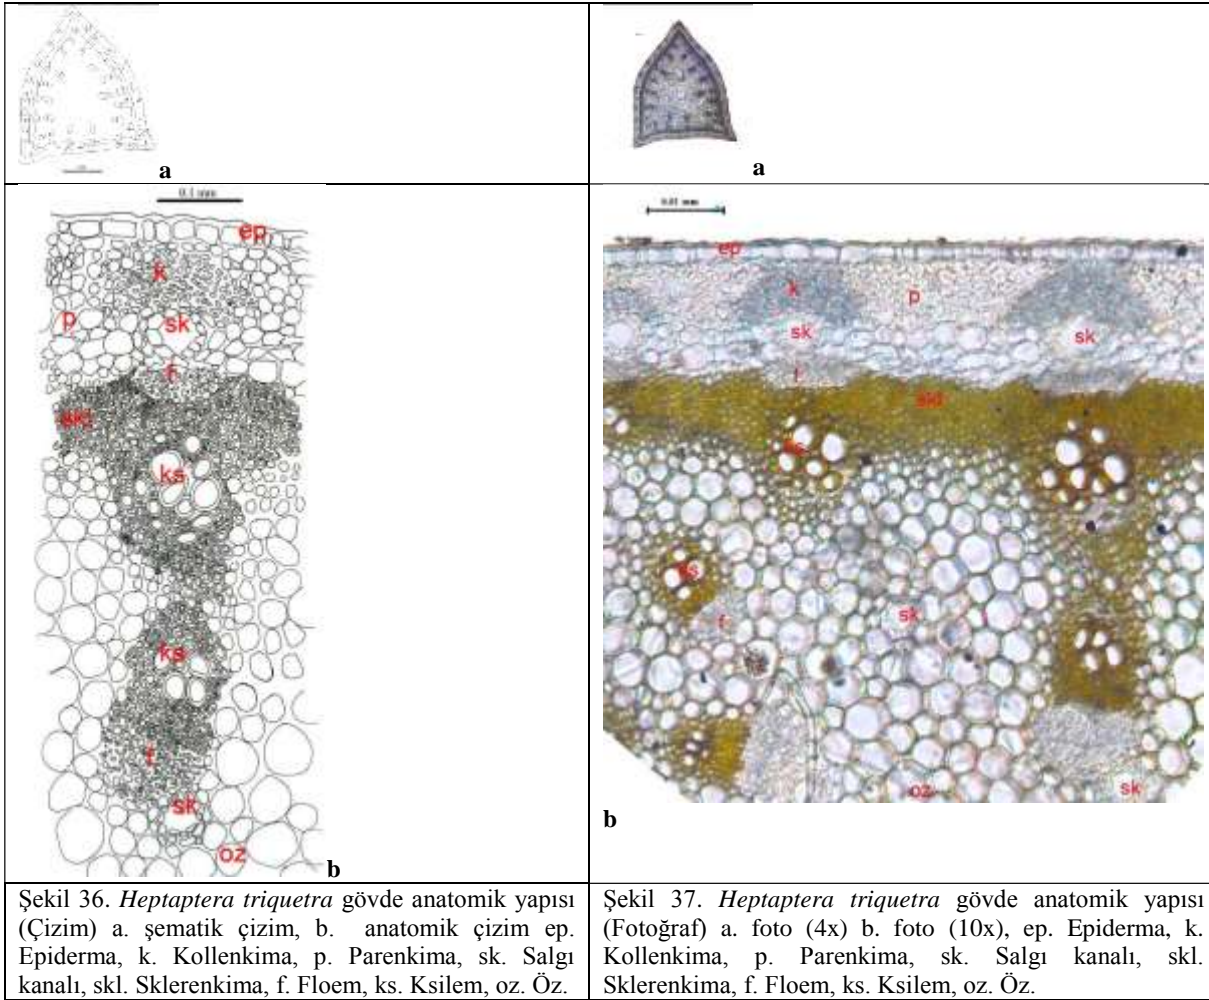 a
a
0.1 mm
ep
k
p
sk
f
skl
ks
ks
f
sk
oz
b
0.01 mm
ep
k
p
sk
sk
f
skl
ks
ks
f
sk
oz
sk
b
Şekil 36. Heptaptera triquetra gövde anatomik yapısı
(Çizim) a. şematik çizim, b. anatomik çizim ep.
Epiderma, k. Kollenkima, p. Parenkima, sk. Salgı
kanalı, skl. Sklerenkima, f. Floem, ks. Ksilem, oz. Öz.
Şekil 37. Heptaptera triquetra gövde anatomik yapısı
(Fotoğraf) a. foto (4x) b. foto (10x), ep. Epiderma, k.
Kollenkima, p. Parenkima, sk. Salgı kanalı, skl.
Sklerenkima, f. Floem, ks. Ksilem, oz. Öz.